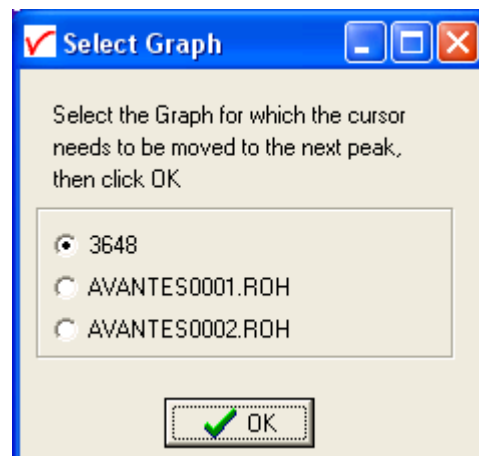 Select Graph
Select the Graph for which the cursor
needs to be moved to the next peak,
then click OK
3648
AVANTES0001.ROH
AVANTES0002.ROH
OK